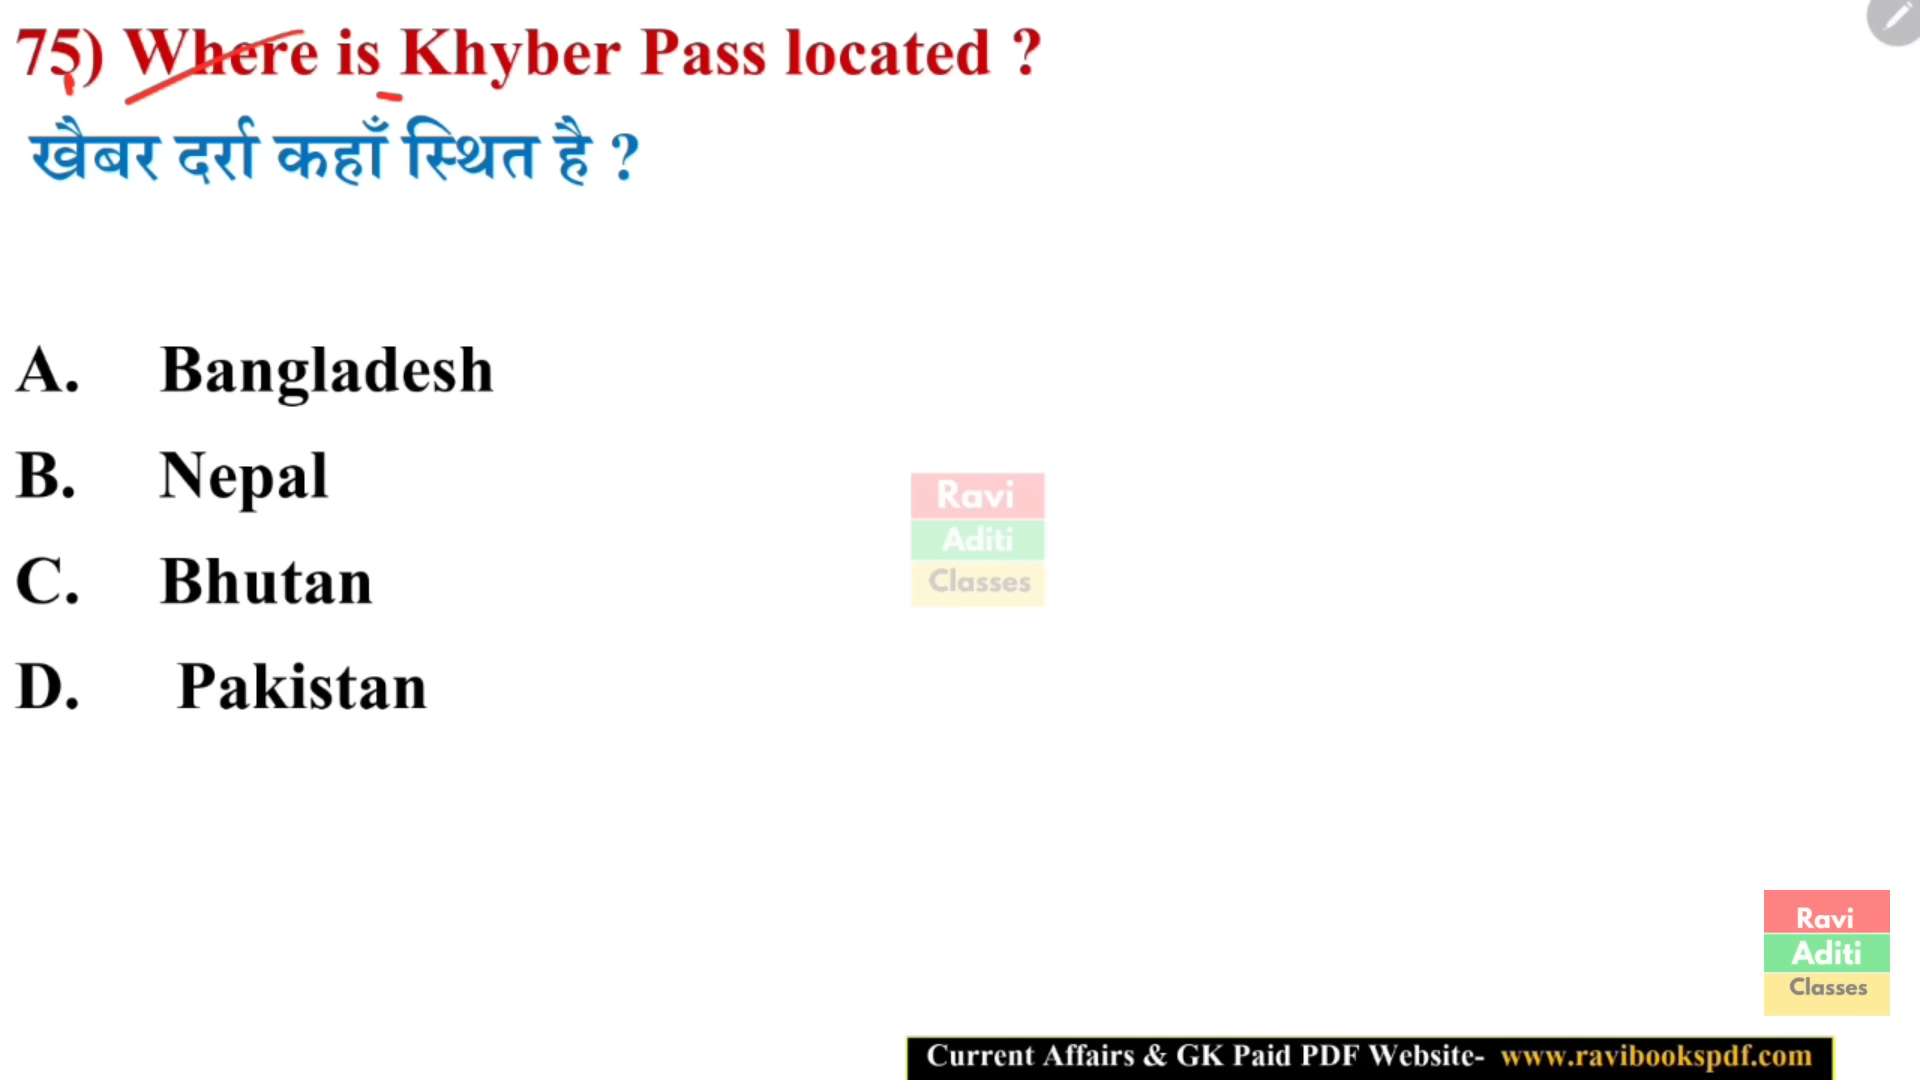 75) Where is Khyber Pass located ?
खैबर दर्रा कहाँ स्थित है ?
A. Bangladesh
B. Nepal
C. Bhutan
D. Pakistan
Ravi
Aditi
Classes
Ravi
Aditi
Classes
Current Affairs & GK Paid PDF Website- www.ravibookspdf.com